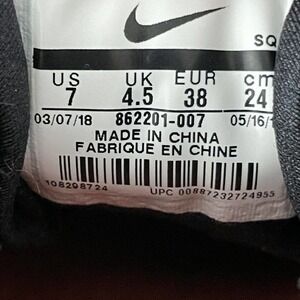 SQ
US UK EUR cm
7 4.5 38 24
03/07/18 862201-007 05/16/1
MADE IN CHINA
FABRIQUE EN CHINE
108298724 UPC 00887232724955